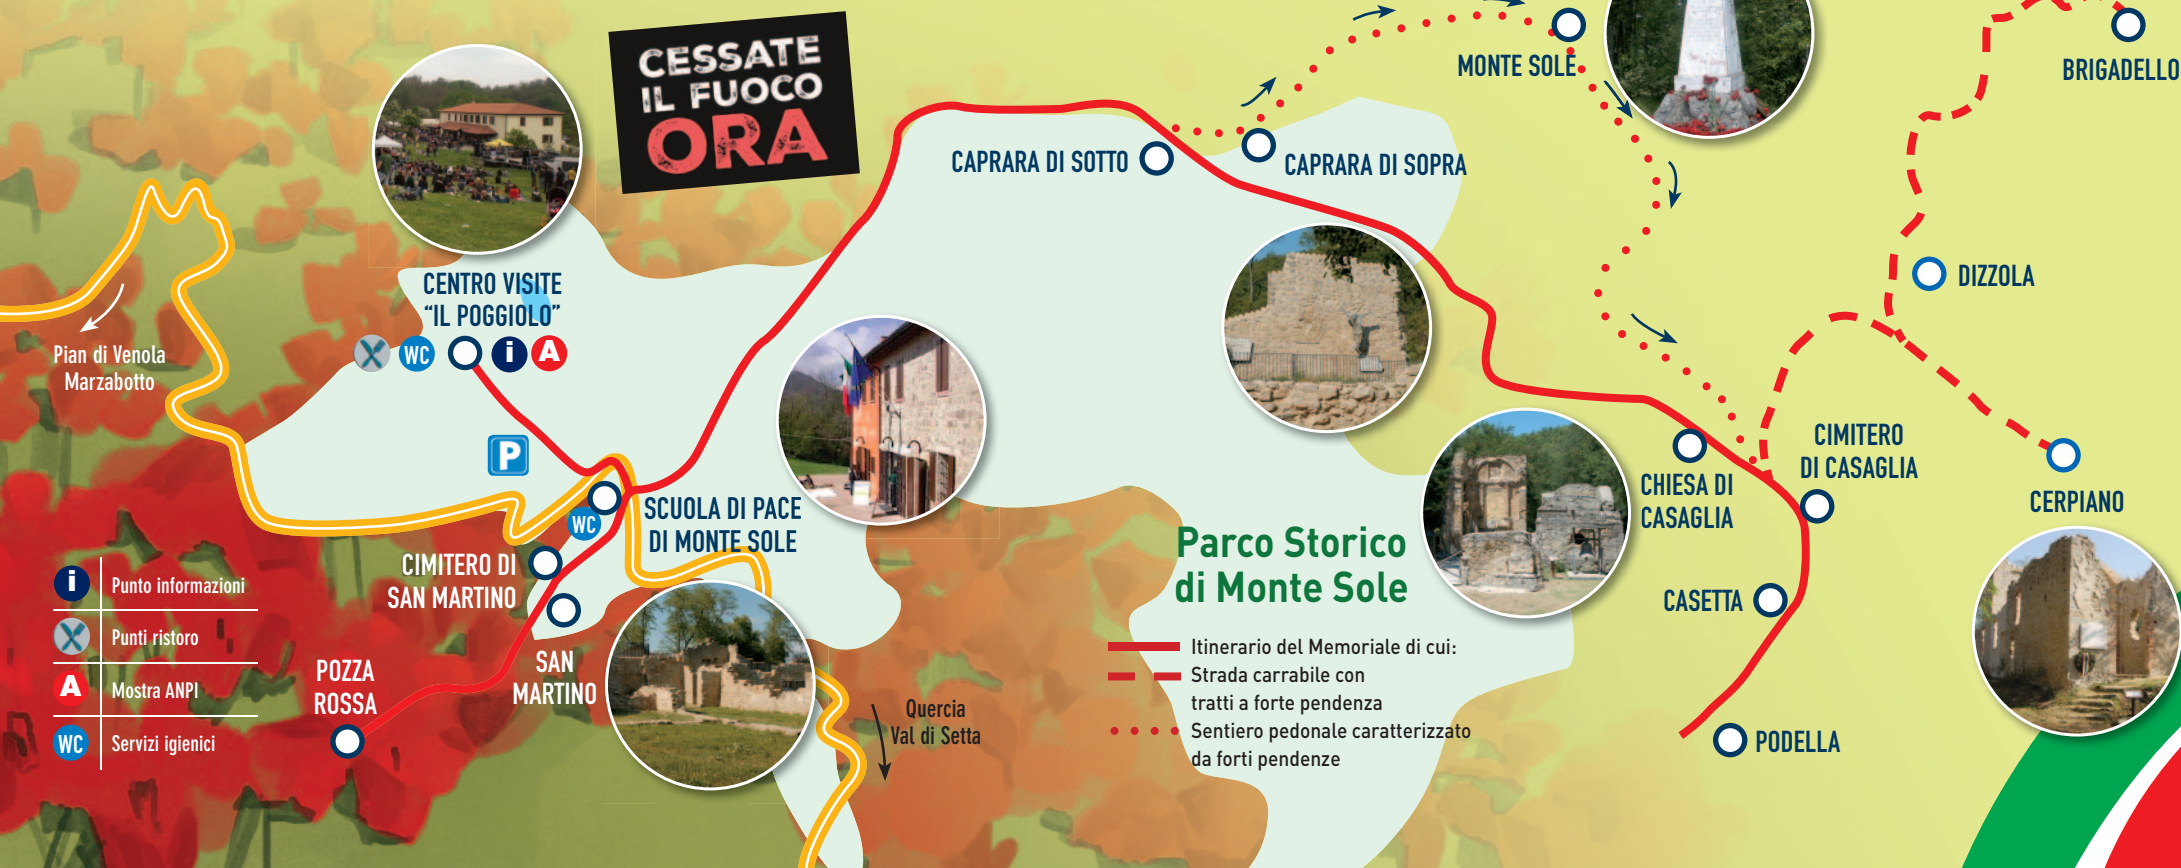 CESSATE
IL FUOCO
ORA
MONTE SOLE
BRIGADELLO
CAPRARA DI SOTTO
CAPRARA DI SOPRA
DIZZOLA
CENTRO VISITE
“IL POGGIOLO”
WC
i
A
Pian di Venola
Marzabotto
P
SCUOLA DI PACE
DI MONTE SOLE
WC
CIMITERO DI
SAN MARTINO
SAN
MARTINO
POZZA
ROSSA
CHIESA DI
CASAGLIA
CIMITERO
DI CASAGLIA
CERPIANO
CASETTA
PODELLA
Quercia
Val di Setta
i Punto informazioni
Punti ristoro
A Mostra ANPI
WC Servizi igienici
Parco Storico
di Monte Sole
Itinerario del Memoriale di cui:
Strada carrabile con
tratti a forte pendenza
Sentiero pedonale caratterizzato
da forti pendenze